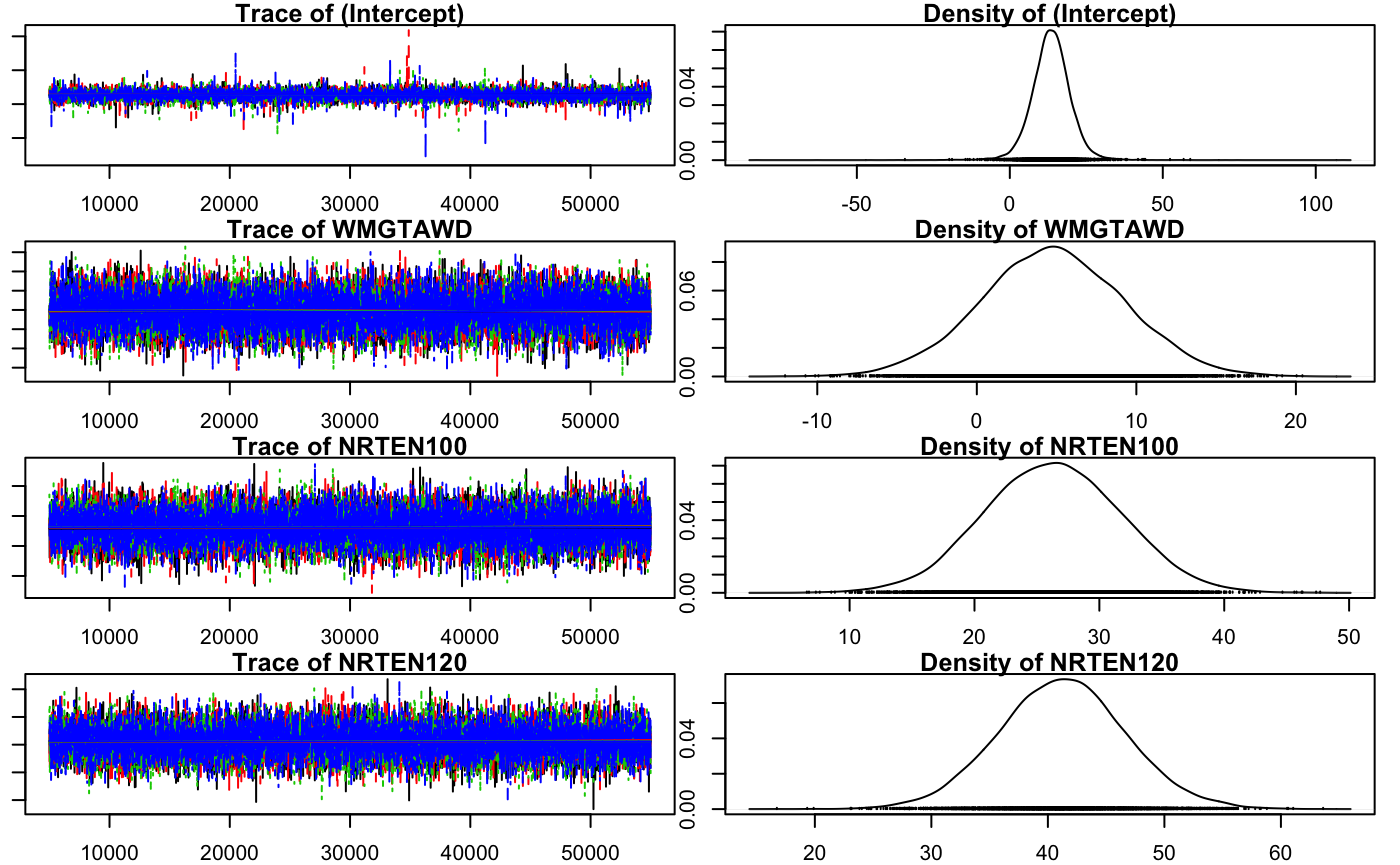 Trace of (Intercept)
Density of (Intercept)
0.04
0.00
10000 20000 30000 40000 50000
-50 0 50 100
Trace of WMGTAWD
Density of WMGTAWD
0.06
0.00
10000 20000 30000 40000 50000
-10 0 10 20
Trace of NRTEN100
Density of NRTEN100
0.04
0.00
10000 20000 30000 40000 50000
10 20 30 40 50
Trace of NRTEN120
Density of NRTEN120
0.04
0.00
10000 20000 30000 40000 50000
20 30 40 50 60